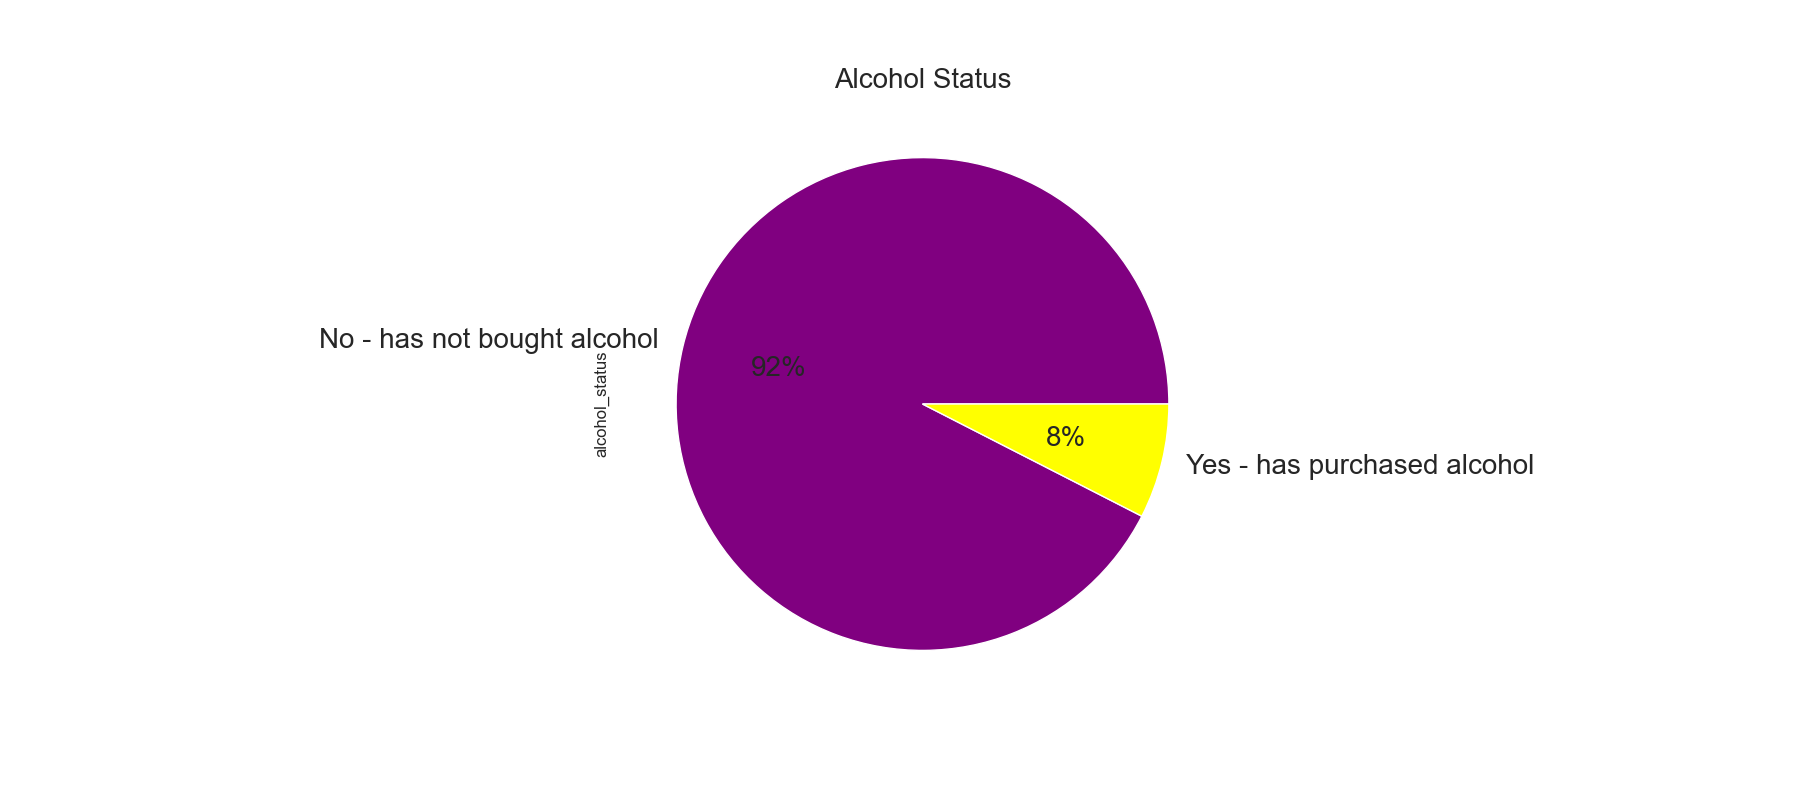 Alcohol Status
No - has not bought alcohol
alcohol_status
92%
8%
Yes - has purchased alcohol